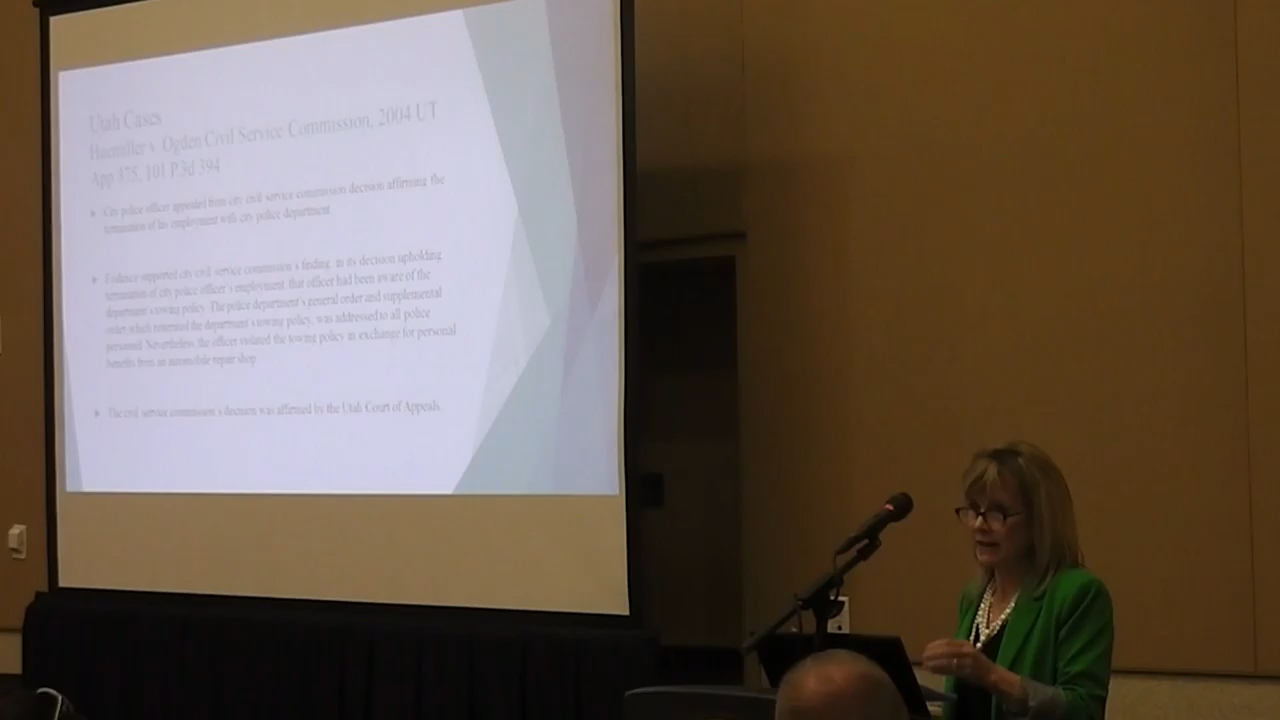 Utah Cases
Huemiller v. Ogden Civil Service Commission, 2004 UT
App 375, 101 P.3d 394
City police officer appealed from city civil service commission decision affirming the
termination of his employment with city police department.
Evidence supported city civil service commission's finding, in its decision upholding
termination of city police officer's employment, that officer had been aware of the
department's towing policy. The police department's general order and supplemental
order, which the department's towing policy, was addressed to all police
personnel. Nevertheless, the officer violated the towing policy in exchange for personal
benefits from an automobile repair shop.
The civil service commission's decision was affirmed by the Utah Court of Appeals.